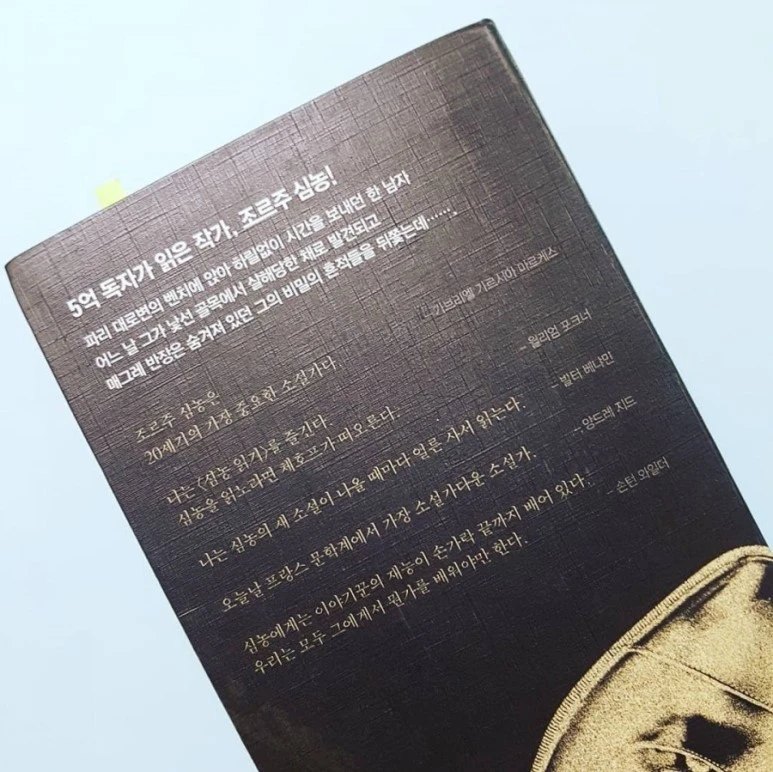 5억 독자가 읽은 작가, 조르주 심농!
파리 대로변의 벤치에 앉아 하릴없이 시간을 보내던 한 남자
어느 날 그가 낯선 골목에서 살해당한 채로 발견되고
매그레 반장은 숨겨져 있던 그의 비밀의 흔적들을 뒤쫓는데…….
조르주 심농은
20세기의 가장 중요한 소설가다
- 가브리엘 가르시아 마르케스
나는 〈심농 읽기〉를 즐긴다.
심농을 읽노라면 체호프가 떠오른다.
- 윌리엄 포크너
나는 심농의 새 소설이 나올 때마다 얼른 사서 읽는다.
- 발터 베냐민
오늘날 프랑스 문학계에서 가장 소설가다운 소설가.
- 앙드레 지드
심농에게는 이야기꾼의 재능이 손가락 끝까지 배어 있다.
우리는 모두 그에게서 뭔가를 배워야만 한다.
- 손턴 와일더